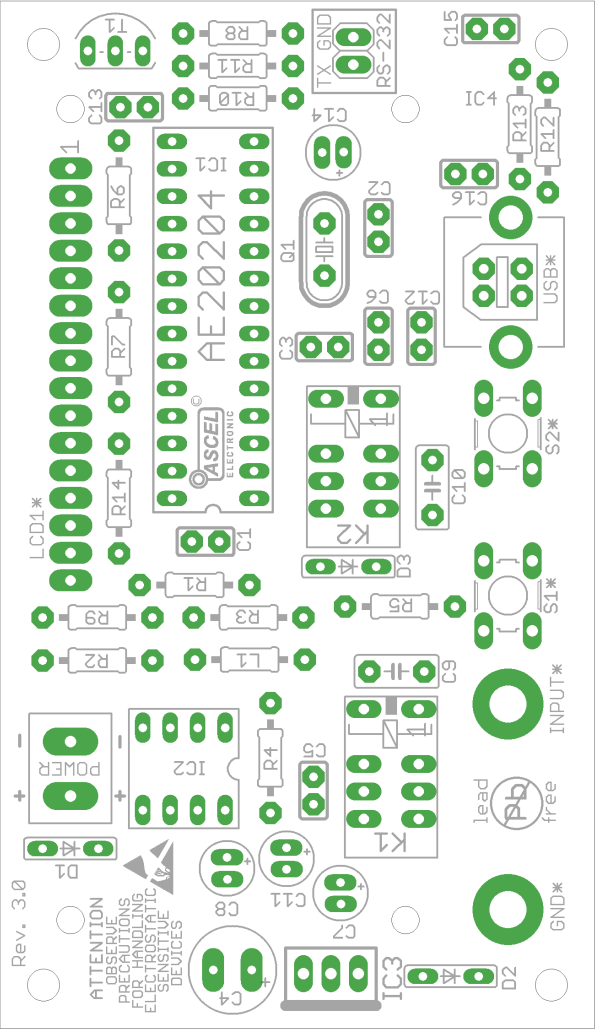 T1
R8
TX GND
RS-232
C15
R11
IC4
R10
C13
C14
R13
R12
1
IC1
C16
R6
C2
AE20204
Q1
USB*
C6
C12
R7
C3
©
ASCEL
ELECTRONIC
1
S2*
C10
R14
LCD1*
K2
C1
D3
R1
S1*
R5
R9
R3
R2
L1
C9
INPUT*
1
-
-
R4
POWER
IC2
C5
+
+
lead
Pb
free
K1
D1
+
+
+
Rev. 3.0
C8
C11
C7
GND*
ATTENTION
OBSERVE
PRECAUTIONS
FOR HANDLING
ELECTROSTATIC
SENSITIVE
DEVICES
C4
+
IC3
D2
+